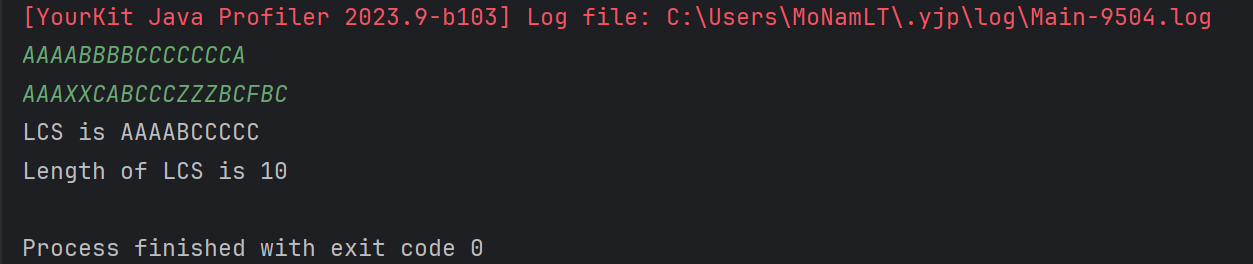 [YourKit Java Profiler 2023.9-b103] Log file: C:\Users\MoNamLT\.yjp\log\Main-9504.log
AAAABBBBCCCCCCCCA
AAAXXCABCCCZZZBCFBC
LCS is AAAABCCCCC
Length of LCS is 10
Process finished with exit code 0